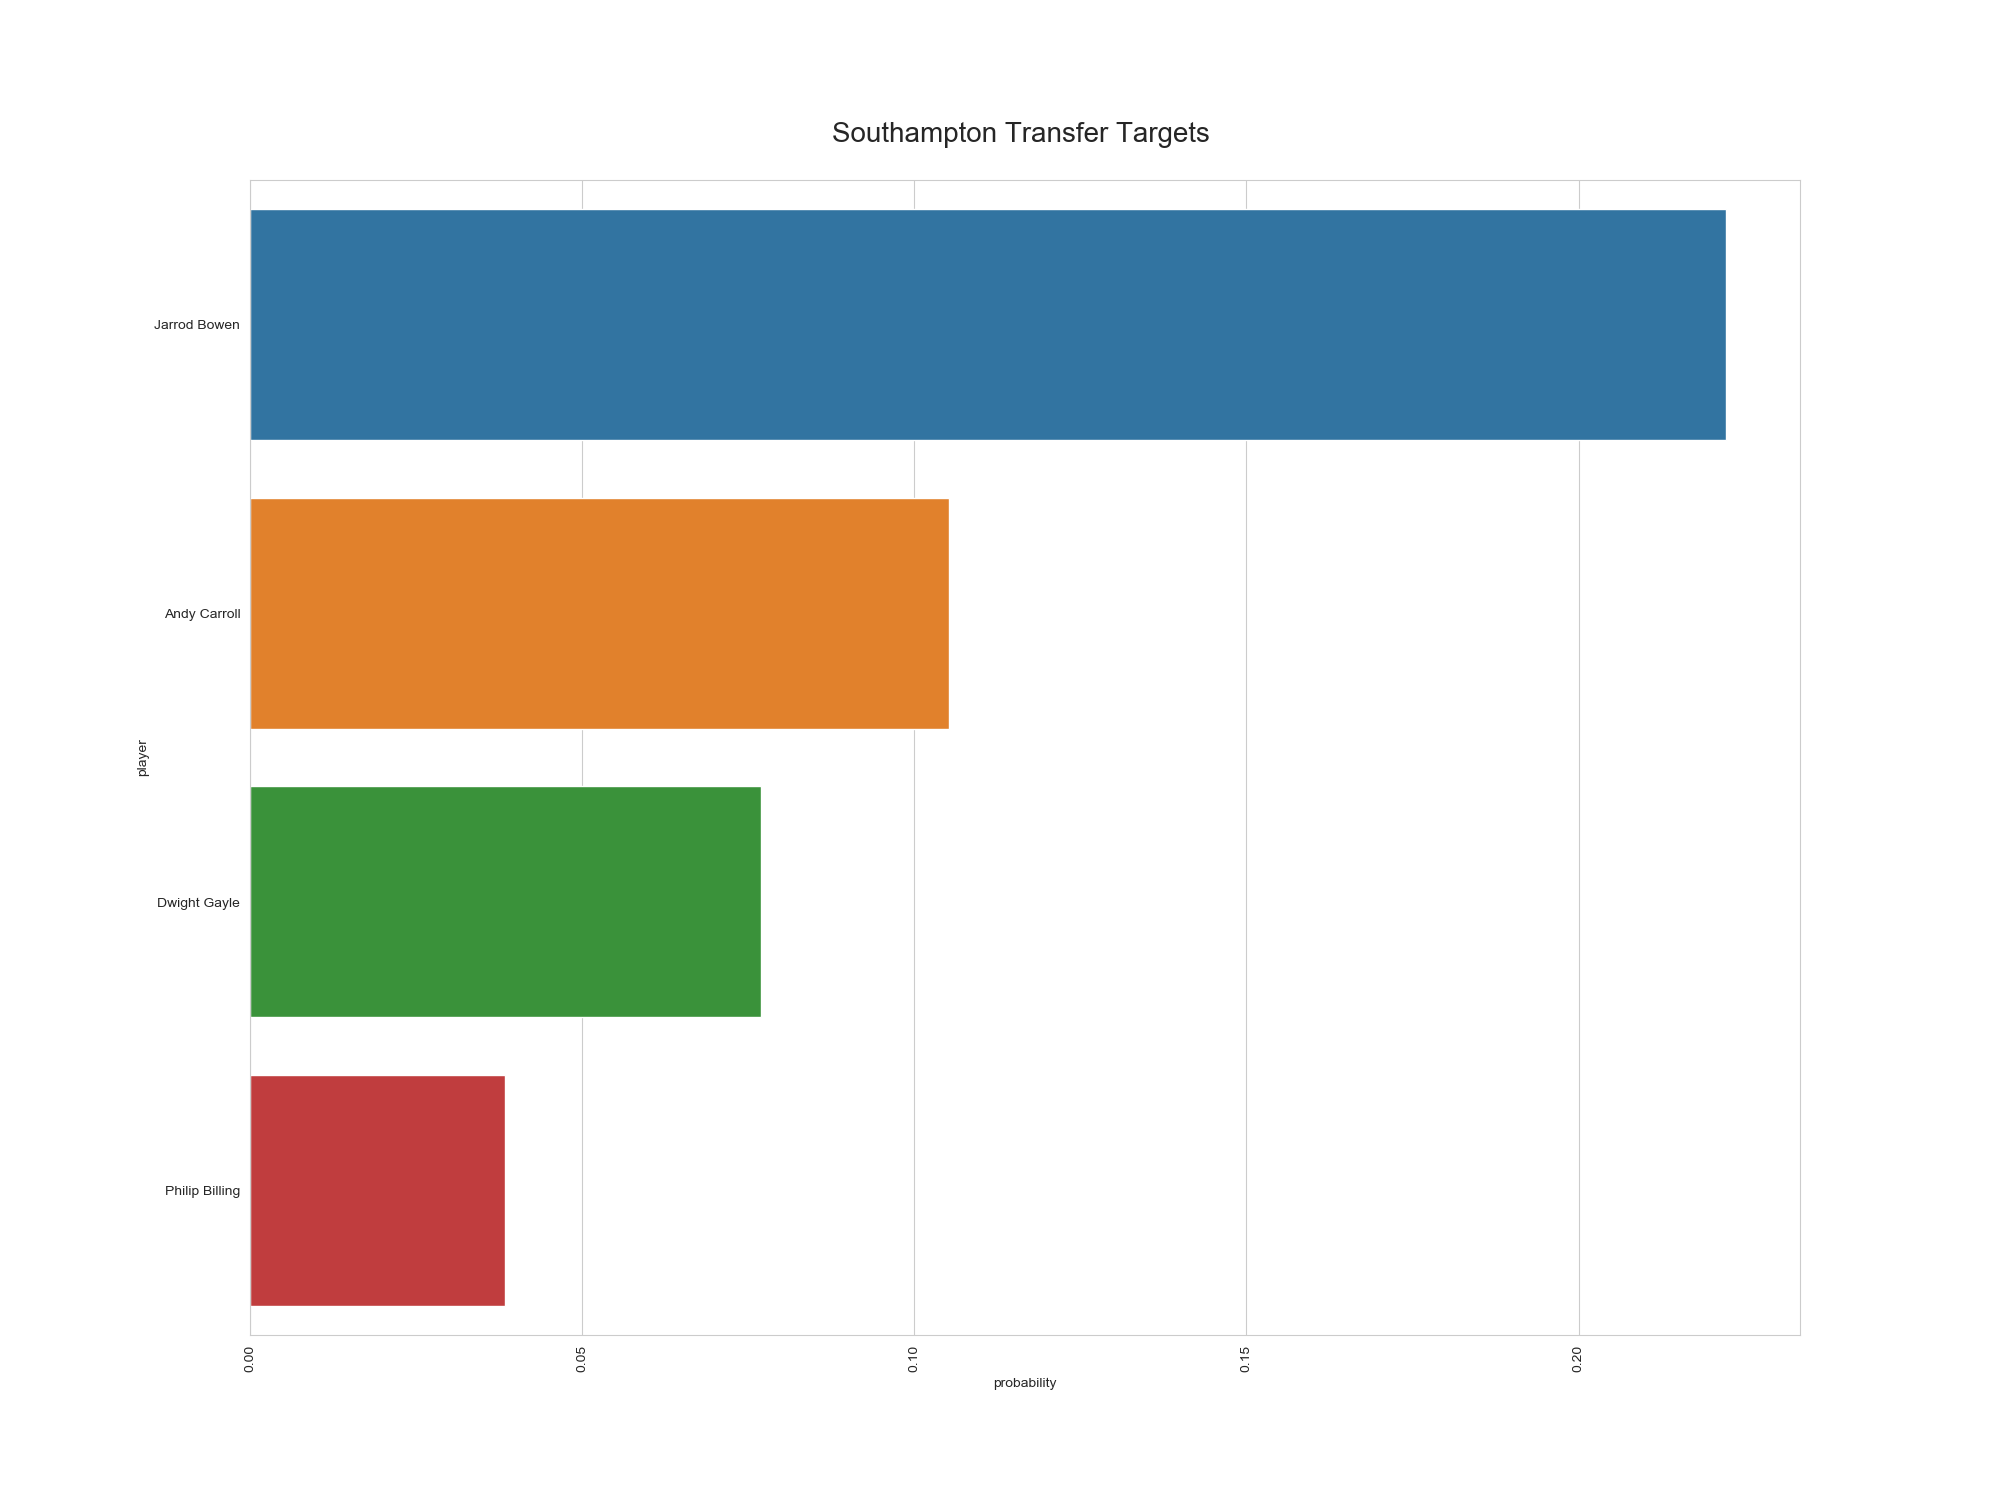 Southampton Transfer Targets
Jarrod Bowen
Andy Carroll
player
Dwight Gayle
Philip Billing
0.00
0.05
0.10
0.15
0.20
probability